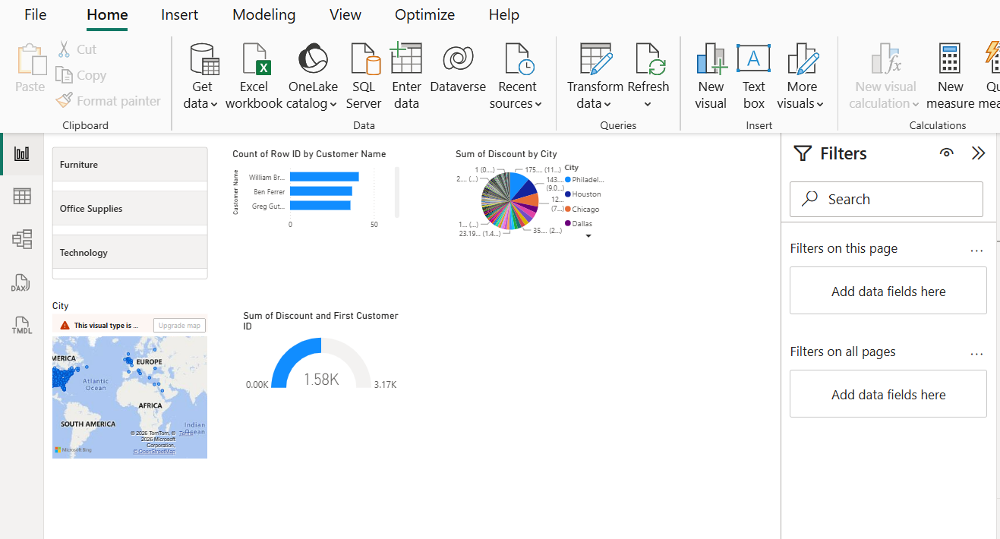 File Home Insert Modeling View Optimize Help
Paste
Cut
Copy
Format painter
Clipboard
Get
data
Excel
workbook
OneLake
catalog
SQL
Server
Enter
data
Dataverse
Recent
sources
Data
Transform
data
Refresh
Queries
New
visual
Text
box
More
visuals
Insert
New visual
calculation
New
measure
Qu
mea
Calculations
DAX
TMDL
Furniture
Office Supplies
Technology
Count of Row ID by Customer Name
Customer Name
William Br...
Ben Ferrer
Greg Gut...
0 50
Sum of Discount by City
1 (0....)
2.... (...)
1... (...)
23.19... (1.4...)
175.... (11...)
143...
(9.0...)
12...
(7...)
35.... (2...)
City
Philadel...
Houston
Chicago
Dallas
City
This visual type is ...
Upgrade map
MERICA
EUROPE
Atlantic
Ocean
AFRICA
SOUTH AMERICA
Indian
Ocean
© 2026 TomTom, ©
2026 Microsoft
Corporation,
© OpenStreetMap
Terms
Microsoft Bing
Sum of Discount and First Customer
ID
0.00K
1.58K
3.17K
Filters
Search
Filters on this page
...
Add data fields here
Filters on all pages
...
Add data fields here